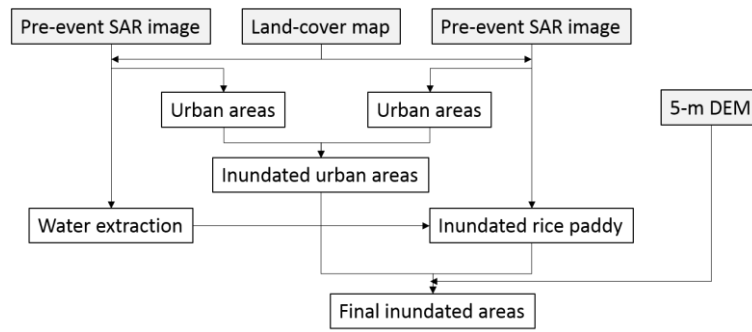 Pre-event SAR image
Land-cover map
Pre-event SAR image
Urban areas
Urban areas
5-m DEM
Inundated urban areas
Water extraction
Inundated rice paddy
Final inundated areas